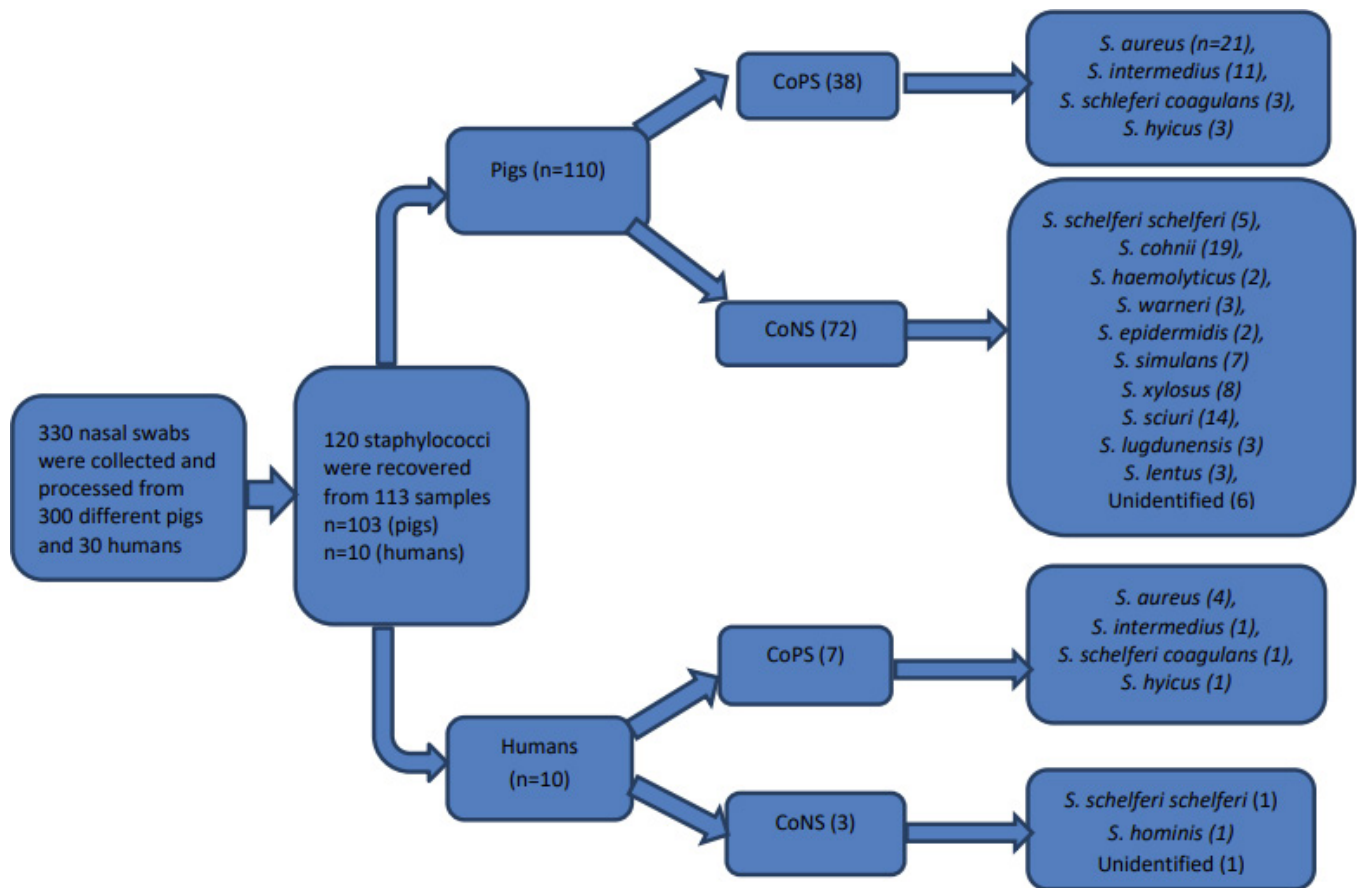 330 nasal swabs
were collected and
processed from
300 different pigs
and 30 humans
120 staphylococci
were recovered
from 113 samples
n=103 (pigs)
n=10 (humans)
Pigs (n=110)
CoPS (38)
S. aureus (n=21),
S. intermedius (11),
S. schleferi coagulans (3),
S. hyicus (3)
CoNS (72)
S. schelferi schelferi (5),
S. cohnii (19),
S. haemolyticus (2),
S. warneri (3),
S. epidermidis (2),
S. simulans (7)
S. xylosus (8)
S. sciuri (14),
S. lugdunensis (3)
S. lentus (3),
Unidentified (6)
Humans
(n=10)
CoPS (7)
S. aureus (4),
S. intermedius (1),
S. schelferi coagulans (1),
S. hyicus (1)
CoNS (3)
S. schelferi schelferi (1)
S. hominis (1)
Unidentified (1)